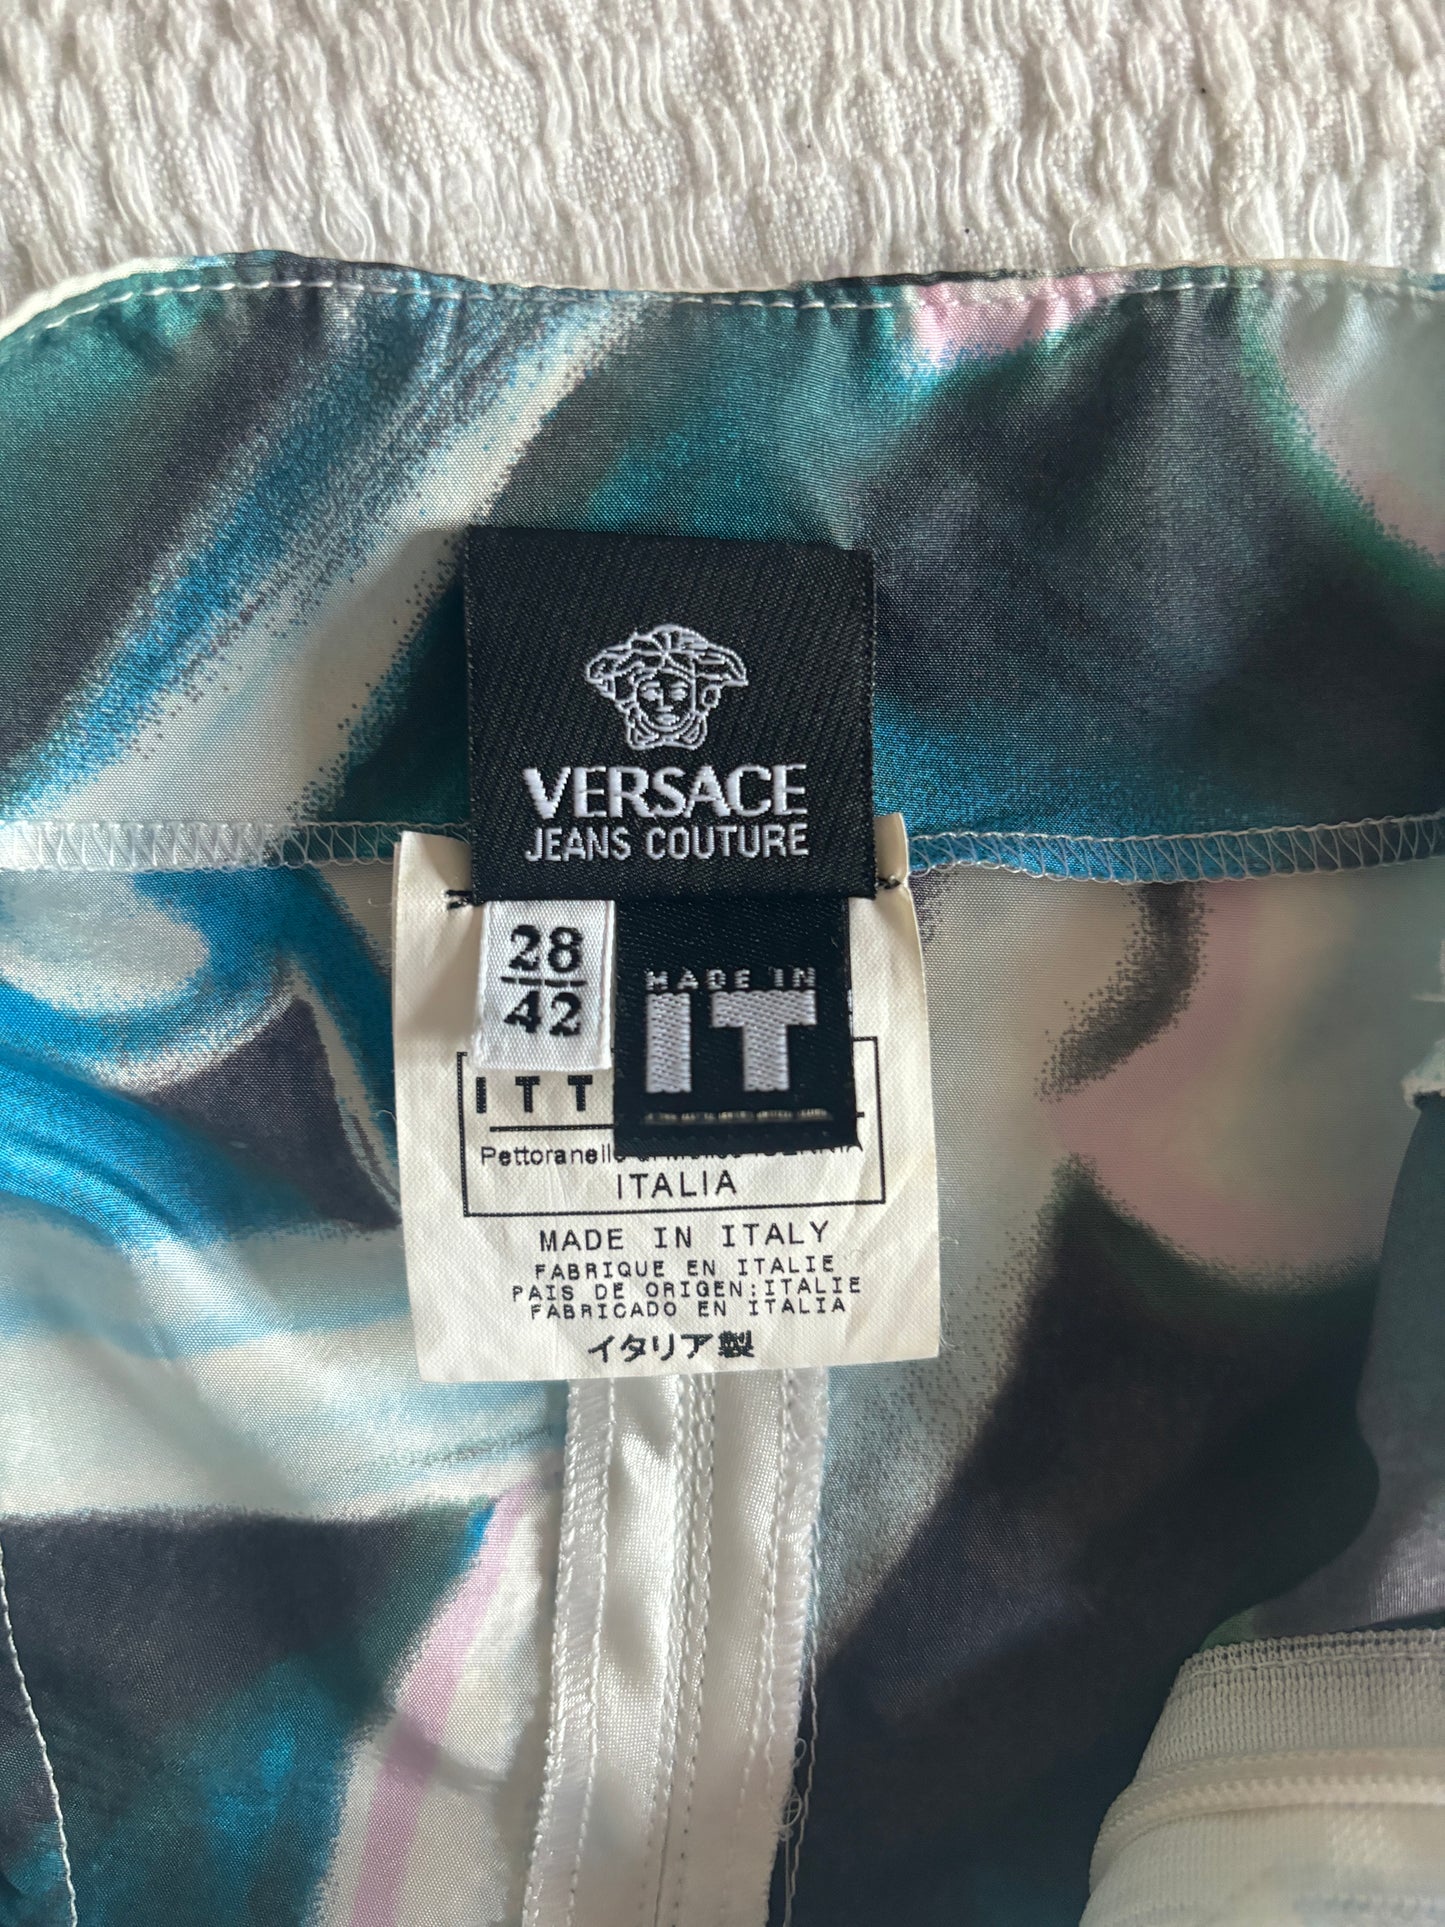 VERSACE
JEANS COUTURE
28
42
MADE IN
IT
ITT
ITALIA
MADE IN ITALY
FABRIQUE EN ITALIE
PAIS DE ORIGEN:ITALIE
FABRICADO EN ITALIA
イタリア製